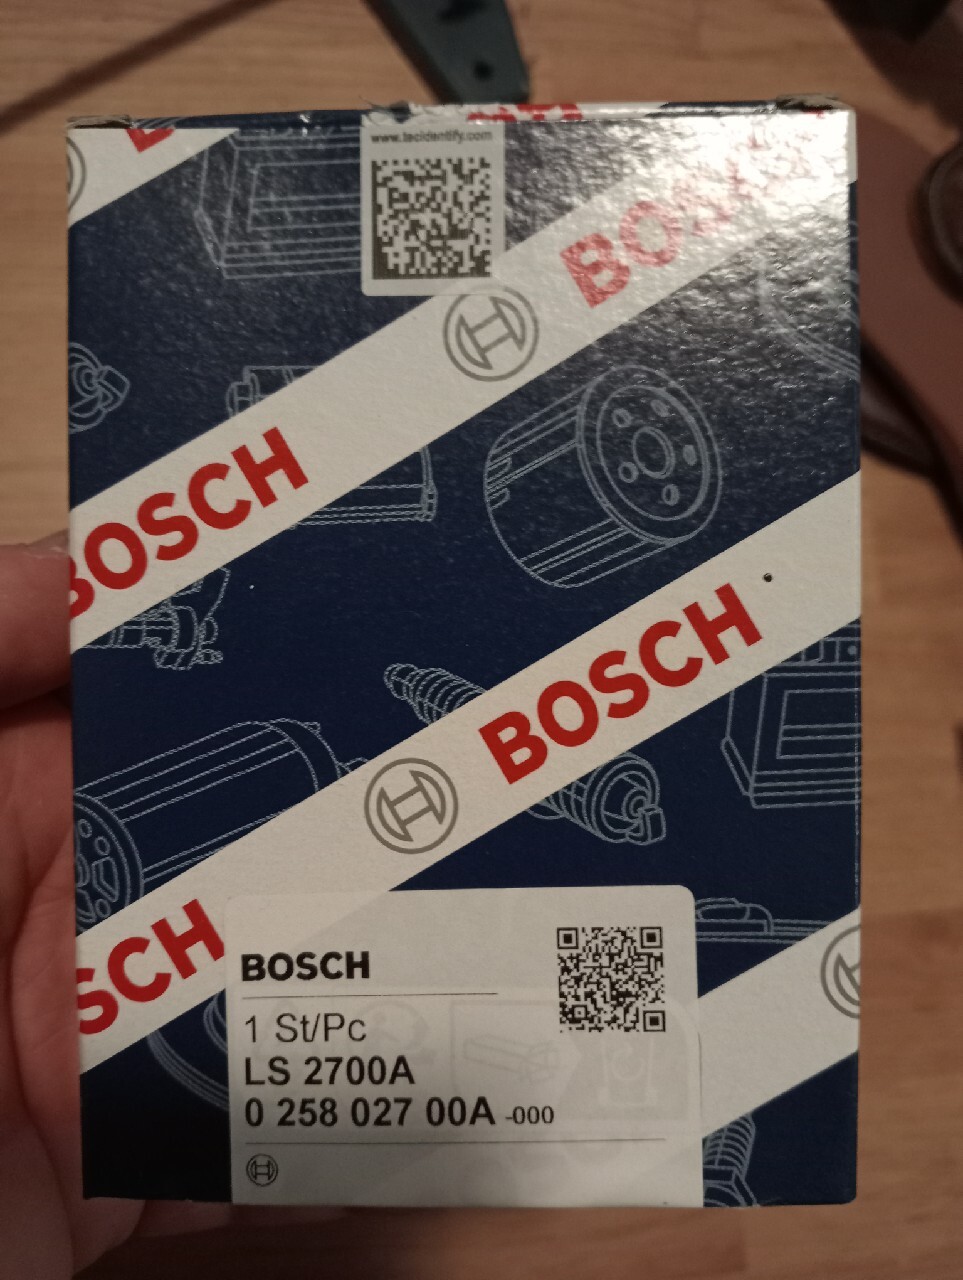 www.tecidentify.com
BOSCH
BOSCH
BOSCH
SCH
BOSCH
1 St/Pc
LS 2700A
0 258 027 00A -000